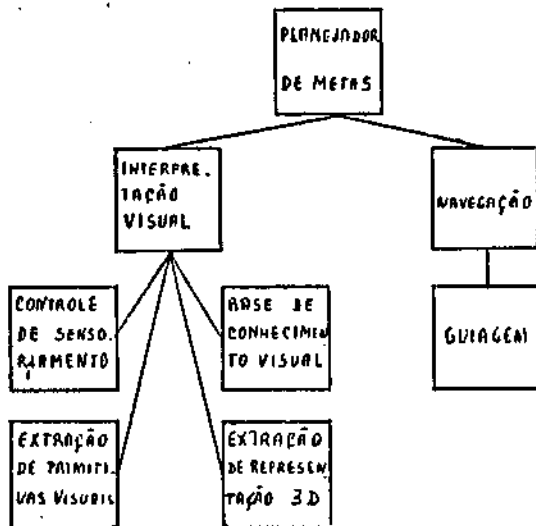 PLANEJADOR
DE METAS
INTERPRE-
TAÇÃO
VISUAL
NAVEGAÇÃO
CONTROLE
DE SENSO-
RIAMENTO
BASE DE
CONHECIMEN
TO VISUAL
GUIAGEM
EXTRAÇÃO
DE PRIMITI-
VAS VISUAIS
EXTRAÇÃO
DE REPRESEN
TAÇÃO 3D